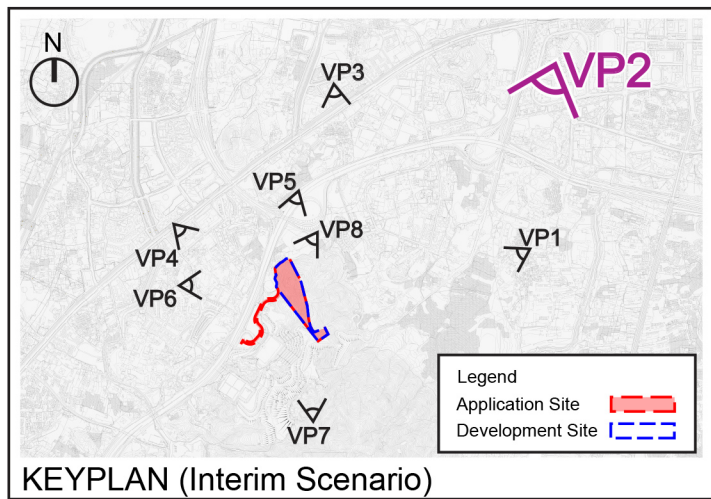 N
VP3
VP2
VP5
VP8
VP4
VP1
VP6
VP7
Legend
Application Site
Development Site
KEYPLAN (Interim Scenario)